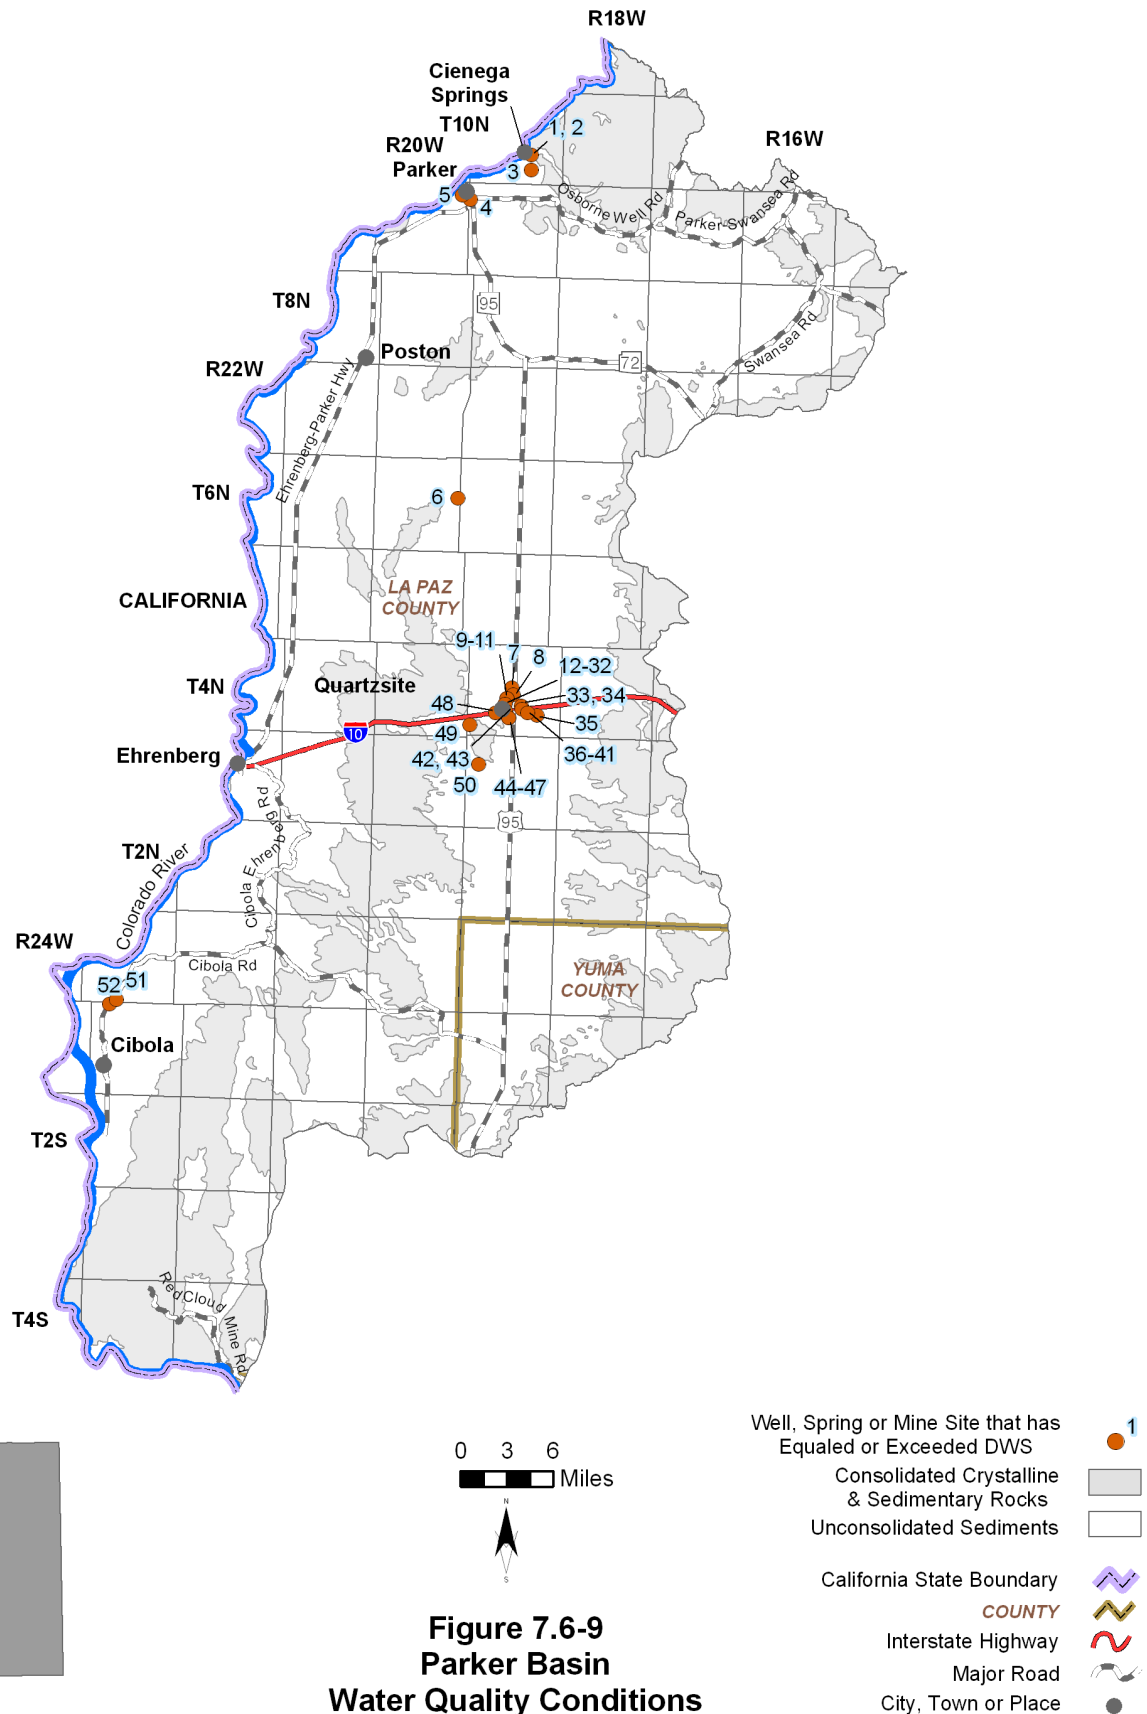 R18W
Cienega
Springs
T10N
1, 2
R20W
R16W
Parker
3
5
4
Osborne Well Rd
Parker-Swansea Rd
T8N
95
Swansea Rd
Poston
72
R22W
Ehrenberg-Parker Hwy
T6N
6
LA PAZ
COUNTY
CALIFORNIA
9-11
7
8
12-32
Quartzsite
T4N
48
33, 34
49
35
10
Ehrenberg
42, 43
36-41
50
44-47
95
Cibola Ehrenberg Rd
T2N
Colorado River
R24W
Cibola Rd
YUMA
COUNTY
52
51
Cibola
T2S
Red Cloud
Mine Rd
T4S
Well, Spring or Mine Site that has
Equaled or Exceeded DWS
1
Consolidated Crystalline
& Sedimentary Rocks
Unconsolidated Sediments
California State Boundary
COUNTY
Interstate Highway
Major Road
City, Town or Place
0 3 6
Miles
N
S
Figure 7.6-9
Parker Basin
Water Quality Conditions